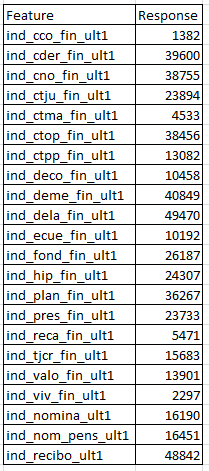 Feature Response
ind_cco_fin_ult1 1382
ind_cder_fin_ult1 39600
ind_cno_fin_ult1 38755
ind_ctju_fin_ult1 23894
ind_ctma_fin_ult1 4533
ind_ctop_fin_ult1 38456
ind_ctpp_fin_ult1 13082
ind_deco_fin_ult1 10458
ind_deme_fin_ult1 40849
ind_dela_fin_ult1 49470
ind_ecue_fin_ult1 10192
ind_fond_fin_ult1 26187
ind_hip_fin_ult1 24307
ind_plan_fin_ult1 36267
ind_pres_fin_ult1 23733
ind_reca_fin_ult1 5471
ind_tjcr_fin_ult1 15683
ind_valo_fin_ult1 13901
ind_viv_fin_ult1 2297
ind_nomina_ult1 16190
ind_nom_pens_ult1 16451
ind_recibo_ult1 48842